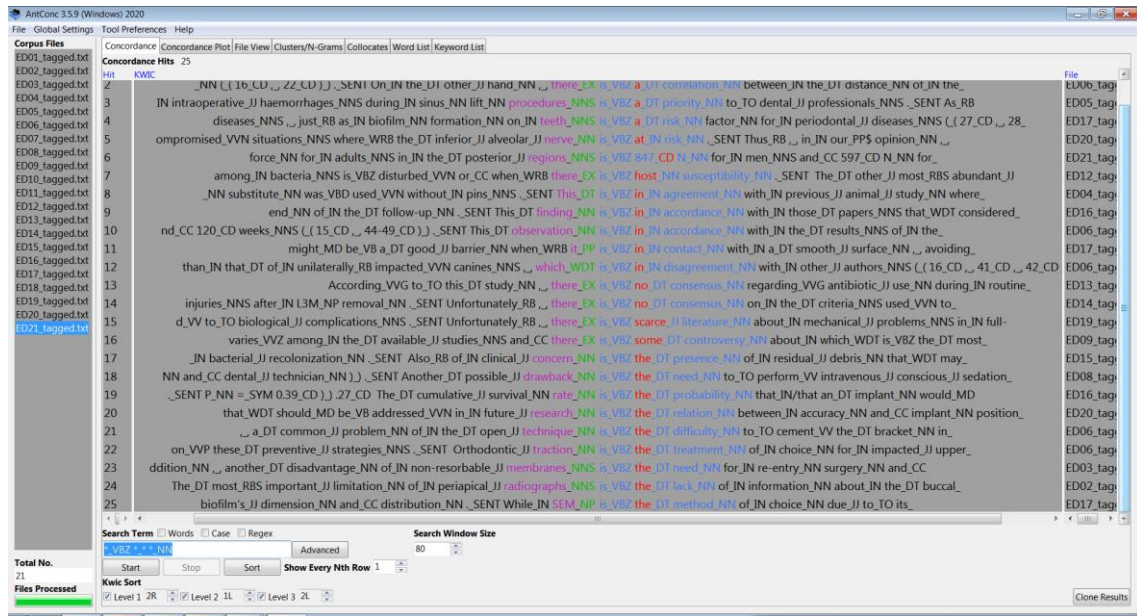 AntConc 3.5.9 (Windows) 2020
File Global Settings Tool Preferences Help
Corpus Files
ED01_tagged.txt
ED02_tagged.txt
ED03_tagged.txt
ED04_tagged.txt
ED05_tagged.txt
ED06_tagged.txt
ED07_tagged.txt
ED08_tagged.txt
ED09_tagged.txt
ED10_tagged.txt
ED11_tagged.txt
ED12_tagged.txt
ED13_tagged.txt
ED14_tagged.txt
ED15_tagged.txt
ED16_tagged.txt
ED17_tagged.txt
ED18_tagged.txt
ED19_tagged.txt
ED20_tagged.txt
ED21_tagged.txt
Total No.
21
Files Processed
Concordance Concordance Plot File View Clusters/N-Grams Collocates Word List Keyword List
Concordance Hits 25
Hit KWIC File
2 _NN (_( 16_CD ,_, 22_CD )_) ._SENT On_IN the_DT other_JJ hand_NN ,_, there_EX is_VBZ a_DT correlation_NN between_IN the_DT distance_NN of_IN the_ ED06_tag
3 IN intraoperative_JJ haemorrhages_NNS during_IN sinus_NN lift_NN procedures_NNS is_VBZ a_DT priority_NN to_TO dental_JJ professionals_NNS ._SENT As_RB ED05_tag
4 diseases_NNS ,_, just_RB as_IN biofilm_NN formation_NN on_IN teeth_NNS is_VBZ a_DT risk_NN factor_NN for_IN periodontal_JJ diseases_NNS (_( 27_CD ,_, 28_ ED17_tag
5 ompromised_VVN situations_NNS where_WRB the_DT inferior_JJ alveolar_JJ nerve_NN is_VBZ at_IN risk_NN ._SENT Thus_RB ,_, in_IN our_PP$ opinion_NN ,_, ED20_tag
6 force_NN for_IN adults_NNS in_IN the_DT posterior_JJ regions_NNS is_VBZ 847_CD N_NN for_IN men_NNS and_CC 597_CD N_NN for_ ED21_tag
7 among_IN bacteria_NNS is_VBZ disturbed_VVN or_CC when_WRB there_EX is_VBZ host_NN susceptibility_NN ._SENT The_DT other_JJ most_RBS abundant_JJ ED12_tag
8 _NN substitute_NN was_VBD used_VVN without_IN pins_NNS ._SENT This_DT is_VBZ in_IN agreement_NN with_IN previous_JJ animal_JJ study_NN where_ ED04_tag
9 end_NN of_IN the_DT follow-up_NN ._SENT This_DT finding_NN is_VBZ in_IN accordance_NN with_IN those_DT papers_NNS that_WDT considered_ ED16_tag
10 nd_CC 120_CD weeks_NNS (_( 15_CD ,_, 44-49_CD )_) ._SENT This_DT observation_NN is_VBZ in_IN accordance_NN with_IN the_DT results_NNS of_IN the_ ED06_tag
11 might_MD be_VB a_DT good_JJ barrier_NN when_WRB it_PP is_VBZ in_IN contact_NN with_IN a_DT smooth_JJ surface_NN ,_, avoiding_ ED17_tag
12 than_IN that_DT of_IN unilaterally_RB impacted_VVN canines_NNS ,_, which_WDT is_VBZ in_IN disagreement_NN with_IN other_JJ authors_NNS (_( 16_CD ,_, 41_CD ,_, 42_CD ED06_tag
13 According_VVG to_TO this_DT study_NN ,_, there_EX is_VBZ no_DT consensus_NN regarding_VVG antibiotic_JJ use_NN during_IN routine_ ED13_tag
14 injuries_NNS after_IN L3M_NP removal_NN ._SENT Unfortunately_RB ,_, there_EX is_VBZ no_DT consensus_NN on_IN the_DT criteria_NNS used_VVN to_ ED14_tag
15 d_VV to_TO biological_JJ complications_NNS ._SENT Unfortunately_RB ,_, there_EX is_VBZ scarce_JJ literature_NN about_IN mechanical_JJ problems_NNS in_IN full- ED19_tag
16 varies_VVZ among_IN the_DT available_JJ studies_NNS and_CC there_EX is_VBZ some_DT controversy_NN about_IN which_WDT is_VBZ the_DT most_ ED09_tag
17 _IN bacterial_JJ recolonization_NN ._SENT Also_RB of_IN clinical_JJ concern_NN is_VBZ the_DT presence_NN of_IN residual_JJ debris_NN that_WDT may_ ED15_tag
18 NN and_CC dental_JJ technician_NN )_) ._SENT Another_DT possible_JJ drawback_NN is_VBZ the_DT need_NN to_TO perform_VV intravenous_JJ conscious_JJ sedation_ ED08_tag
19 ._SENT P_NN =_SYM 0.39_CD )_) .27_CD The_DT cumulative_JJ survival_NN rate_NN is_VBZ the_DT probability_NN that_IN/that an_DT implant_NN would_MD ED16_tag
20 that_WDT should_MD be_VB addressed_VVN in_IN future_JJ research_NN is_VBZ the_DT relation_NN between_IN accuracy_NN and_CC implant_NN position_ ED20_tag
21 ,_, a_DT common_JJ problem_NN of_IN the_DT open_JJ technique_NN is_VBZ the_DT difficulty_NN to_TO cement_VV the_DT bracket_NN in_ ED06_tag
22 on_VVP these_DT preventive_JJ strategies_NNS ._SENT Orthodontic_JJ traction_NN is_VBZ the_DT treatment_NN of_IN choice_NN for_IN impacted_JJ upper_ ED06_tag
23 ddition_NN ,_, another_DT disadvantage_NN of_IN non-resorbable_JJ membranes_NNS is_VBZ the_DT need_NN for_IN re-entry_NN surgery_NN and_CC ED03_tag
24 The_DT most_RBS important_JJ limitation_NN of_IN periapical_JJ radiographs_NNS is_VBZ the_DT lack_NN of_IN information_NN about_IN the_DT buccal_ ED02_tag
25 biofilm's_JJ dimension_NN and_CC distribution_NN ._SENT While_IN SEM_NP is_VBZ the_DT method_NN of_IN choice_NN due_JJ to_TO its_ ED17_tag
Search Term Words Case Regex Search Window Size
*_VBZ *_* *_NN Advanced 80
Start Stop Sort Show Every Nth Row 1
Kwic Sort
Level 1 2R Level 2 1L Level 3 2L Clone Results